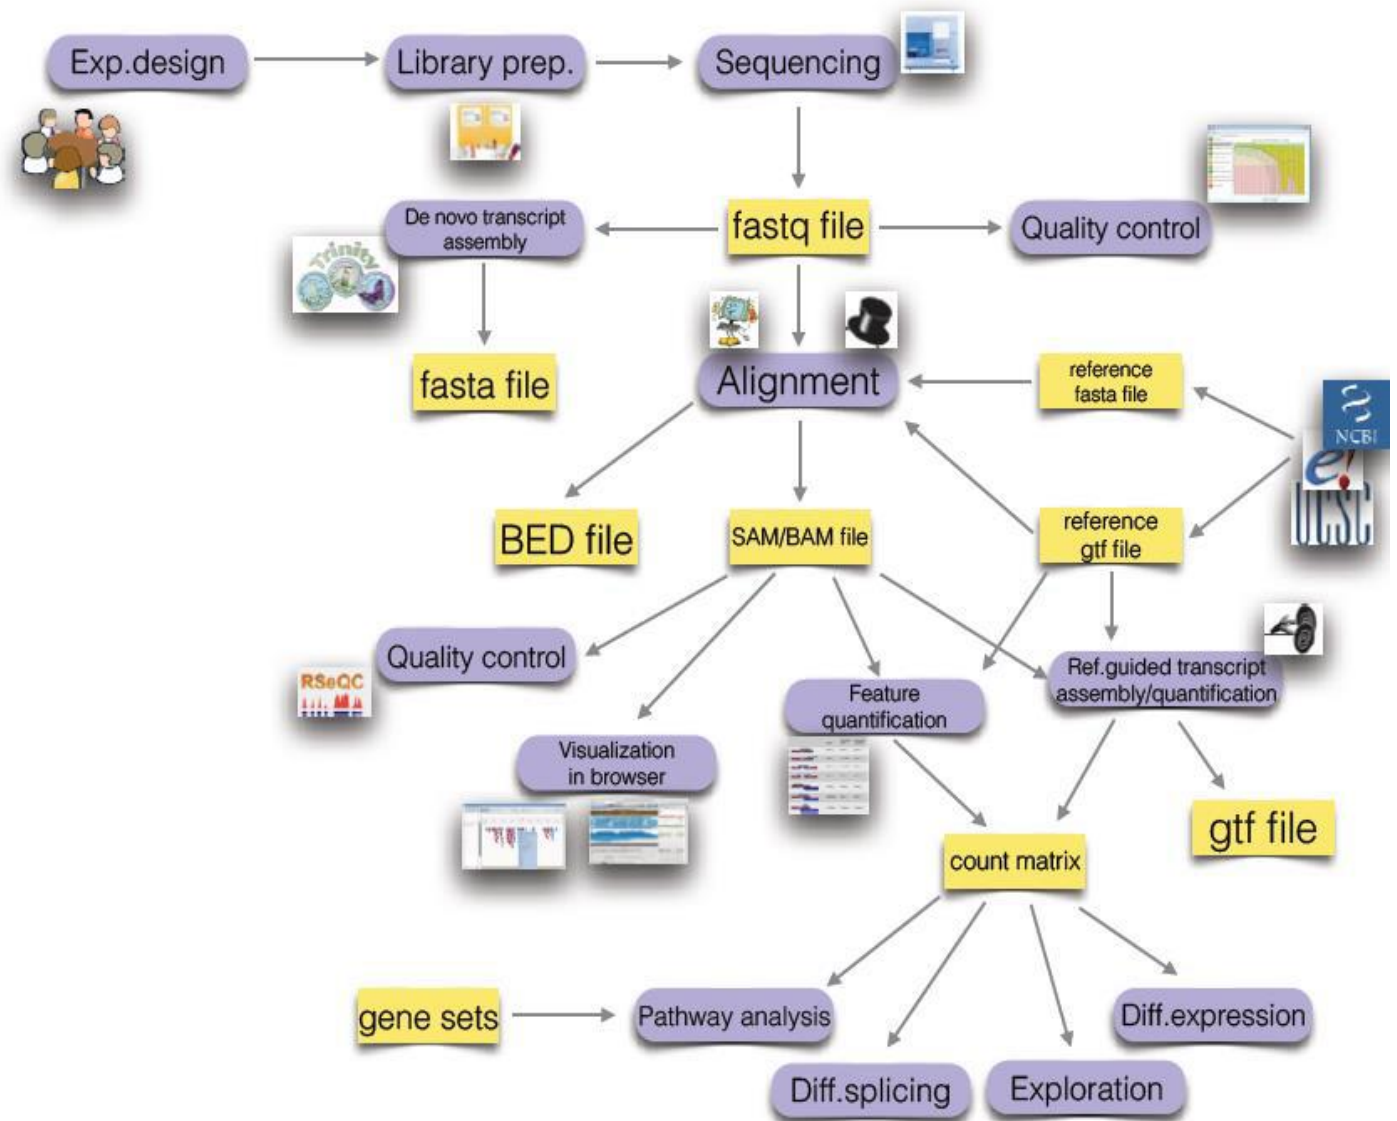 Exp.design
Library prep.
Sequencing
De novo transcript
assembly
fastq file
Quality control
Trinity
fasta file
Alignment
reference
fasta file
NCBI
e!
UCSC
BED file
SAM/BAM file
reference
gtf file
Quality control
RSeQC
Feature
quantification
Ref.guided transcript
assembly/quantification
Visualization
in browser
gtf file
count matrix
gene sets
Pathway analysis
Diff.expression
Diff.splicing
Exploration